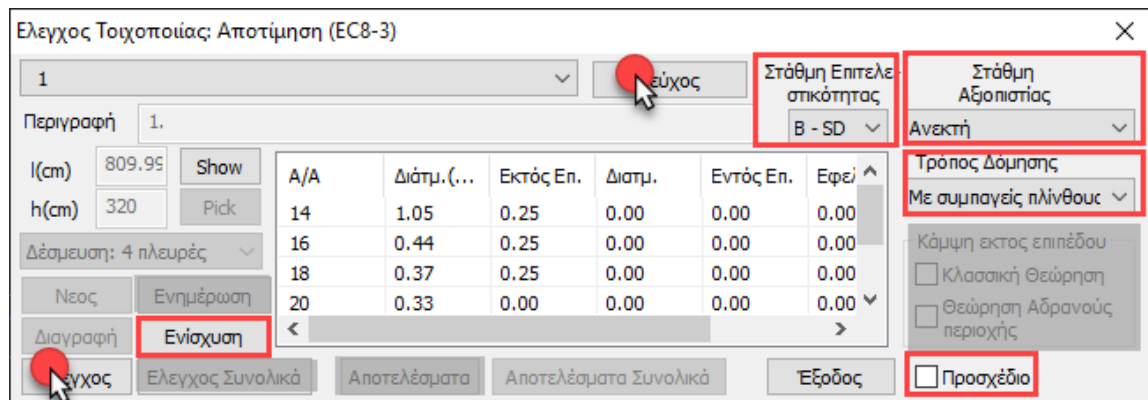 Ελεγχος Τοιχοποιίας: Αποτίμηση (EC8-3)
1
Στάθμη Επιτελε-
στικότητας
B - SD
Στάθμη
Αξιοπιστίας
Ανεκτή
Περιγραφή 1.
l(cm) 809.99 Show
h(cm) 320 Pick
Δέσμευση: 4 πλευρές
Νεος Ενημέρωση
Διαγραφή Ενίσχυση
Α/Α Διάτμ.(... Εκτός Επ. Διατμ. Εντός Επ. Εφελ
14 1.05 0.25 0.00 0.00 0.00
16 0.44 0.25 0.00 0.00 0.00
18 0.37 0.25 0.00 0.00 0.00
20 0.33 0.00 0.00 0.00 0.00
Τρόπος Δόμησης
Με συμπαγείς πλίνθους
Κάμψη εκτος επιπέδου
Κλασσική Θεώρηση
Θεώρηση Αδρανούς
περιοχής
Ελεγχος Συνολικά Αποτελέσματα Αποτελέσματα Συνολικά Έξοδος Προσχέδιο